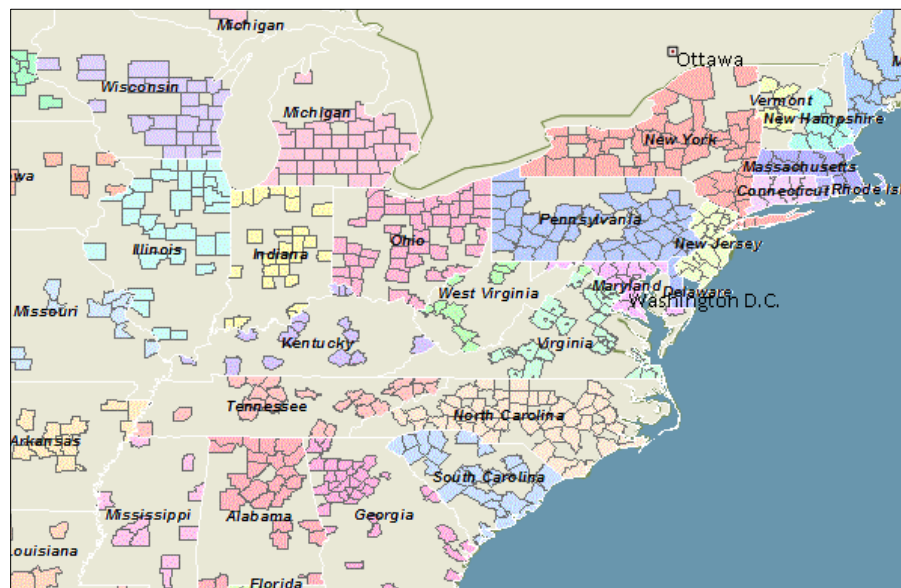 Michigan
Ottawa
M
Wisconsin
Michigan
Vermont
New Hampshire
New York
Massachusetts
wa
Connecticut
Rhode Isl
Pennsylvania
Illinois
Indiana
Ohio
New Jersey
Maryland
Delaware
West Virginia
Washington D.C.
Missouri
Kentucky
Virginia
Tennessee
North Carolina
Arkansas
South Carolina
Mississippi
Alabama
Georgia
Louisiana
Florida